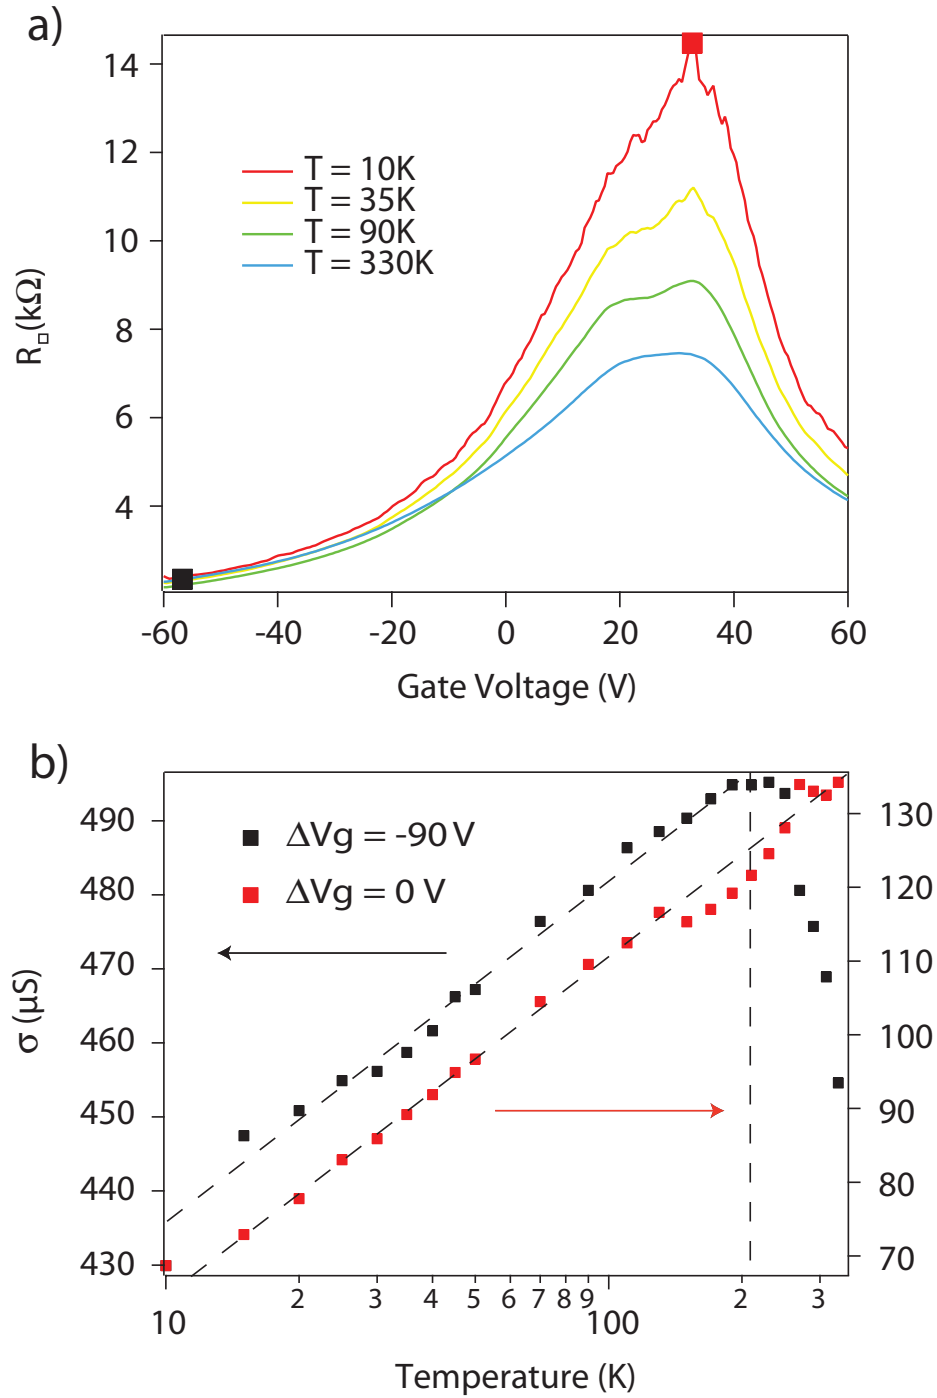 a)
14
12
10
8
6
4
R□(kΩ)
T = 10K
T = 35K
T = 90K
T = 330K
-60 -40 -20 0 20 40 60
Gate Voltage (V)
b)
490
480
470
460
450
440
430
σ (µS)
ΔVg = -90 V
ΔVg = 0 V
130
120
110
100
90
80
70
10 2 3 4 5 6 7 8 9 100 2 3
Temperature (K)